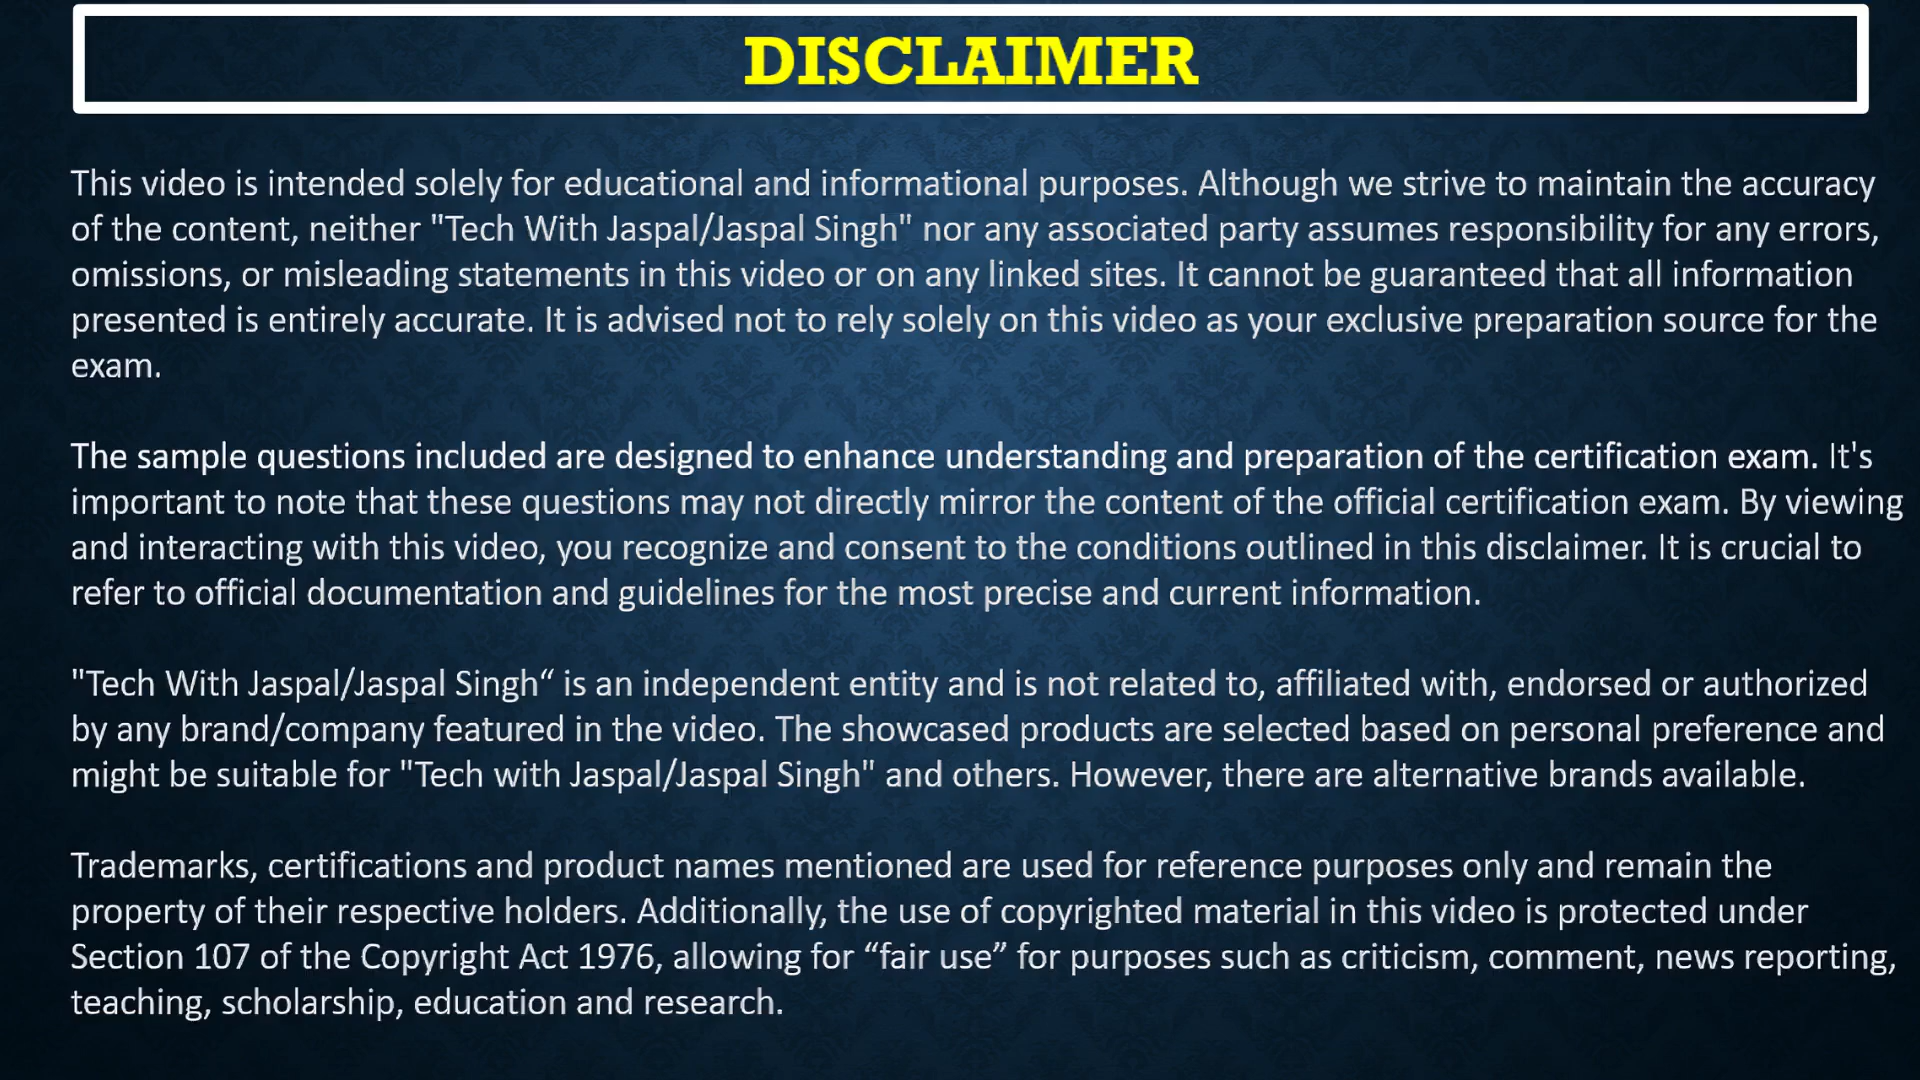 DISCLAIMER
This video is intended solely for educational and informational purposes. Although we strive to maintain the accuracy
of the content, neither "Tech With Jaspal/Jaspal Singh" nor any associated party assumes responsibility for any errors,
omissions, or misleading statements in this video or on any linked sites. It cannot be guaranteed that all information
presented is entirely accurate. It is advised not to rely solely on this video as your exclusive preparation source for the
exam.
The sample questions included are designed to enhance understanding and preparation of the certification exam. It's
important to note that these questions may not directly mirror the content of the official certification exam. By viewing
and interacting with this video, you recognize and consent to the conditions outlined in this disclaimer. It is crucial to
refer to official documentation and guidelines for the most precise and current information.
"Tech With Jaspal/Jaspal Singh“ is an independent entity and is not related to, affiliated with, endorsed or authorized
by any brand/company featured in the video. The showcased products are selected based on personal preference and
might be suitable for "Tech with Jaspal/Jaspal Singh" and others. However, there are alternative brands available.
Trademarks, certifications and product names mentioned are used for reference purposes only and remain the
property of their respective holders. Additionally, the use of copyrighted material in this video is protected under
Section 107 of the Copyright Act 1976, allowing for “fair use” for purposes such as criticism, comment, news reporting,
teaching, scholarship, education and research.